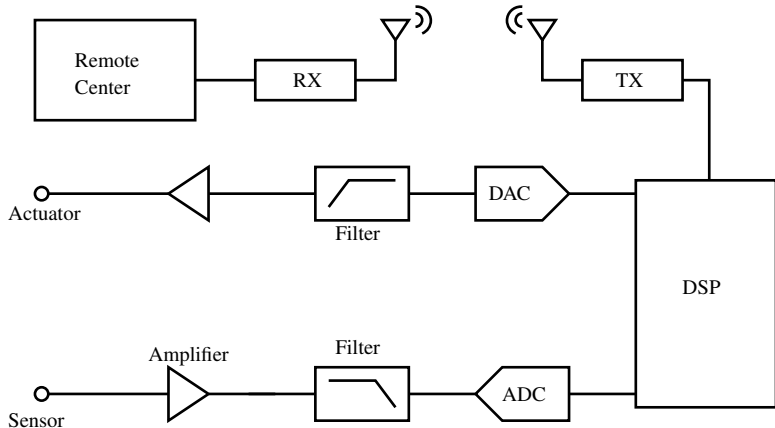 Remote
Center
RX
TX
DAC
Actuator
Filter
DSP
Amplifier
Filter
ADC
Sensor